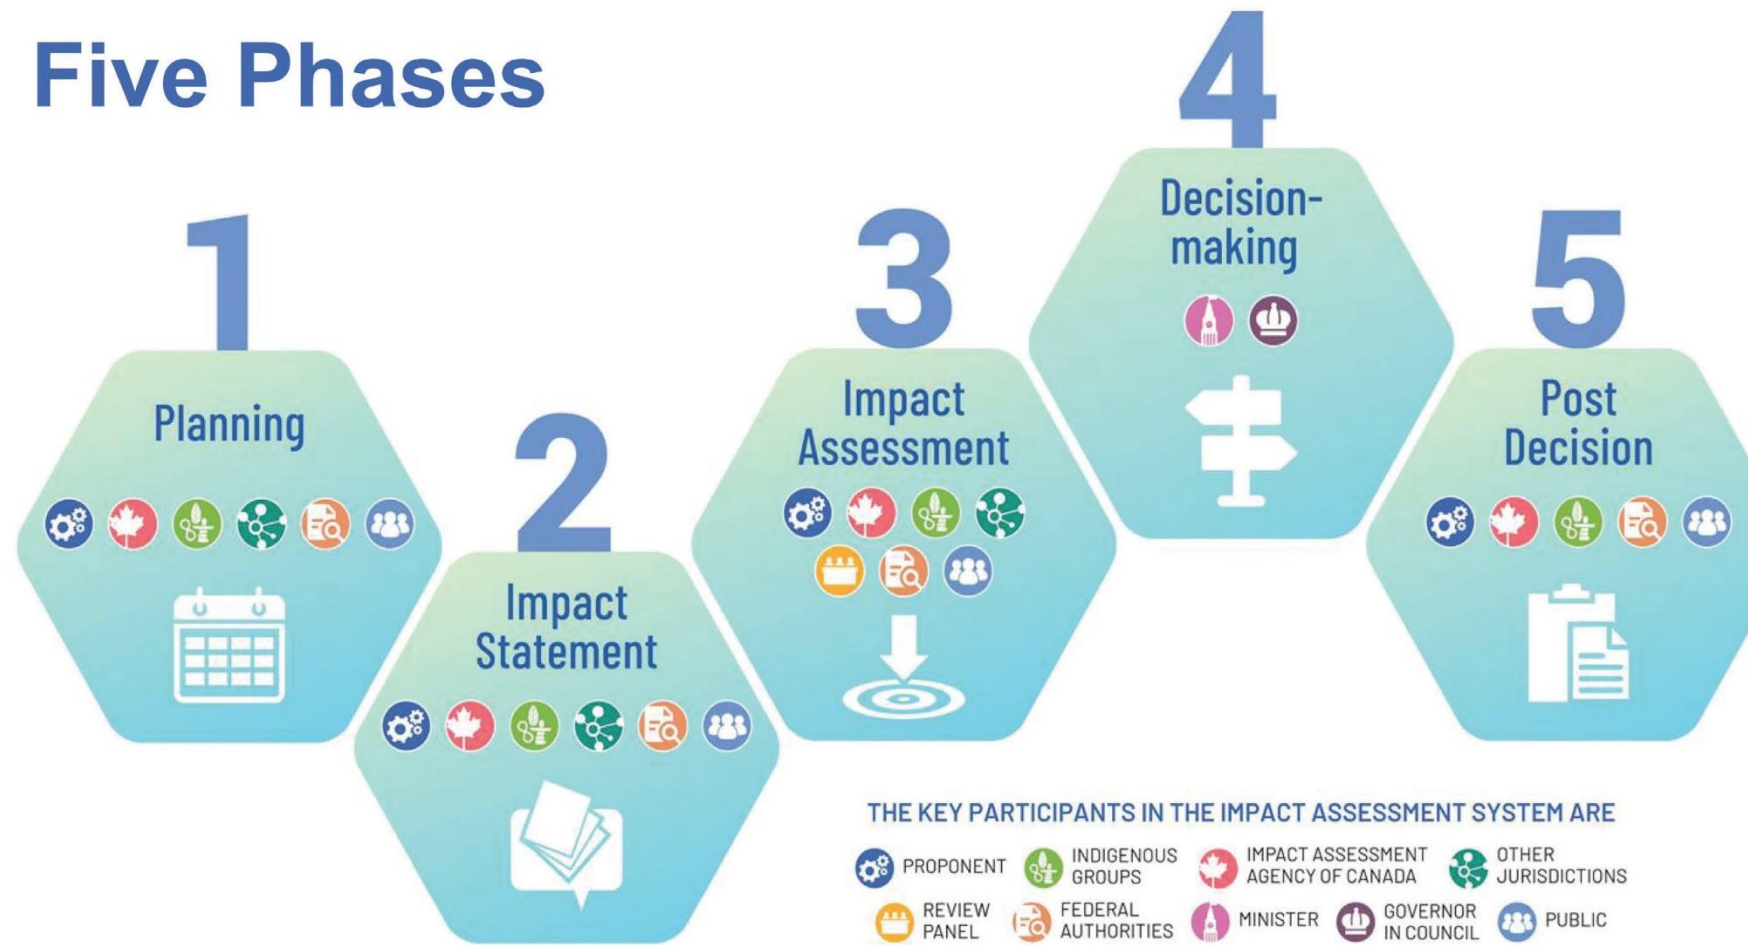 Five Phases
1
Planning
2
Impact
Statement
3
Impact
Assessment
4
Decision-
making
5
Post
Decision
THE KEY PARTICIPANTS IN THE IMPACT ASSESSMENT SYSTEM ARE
PROPONENT
INDIGENOUS
GROUPS
IMPACT ASSESSMENT
AGENCY OF CANADA
OTHER
JURISDICTIONS
REVIEW
PANEL
FEDERAL
AUTHORITIES
MINISTER
GOVERNOR
IN COUNCIL
PUBLIC